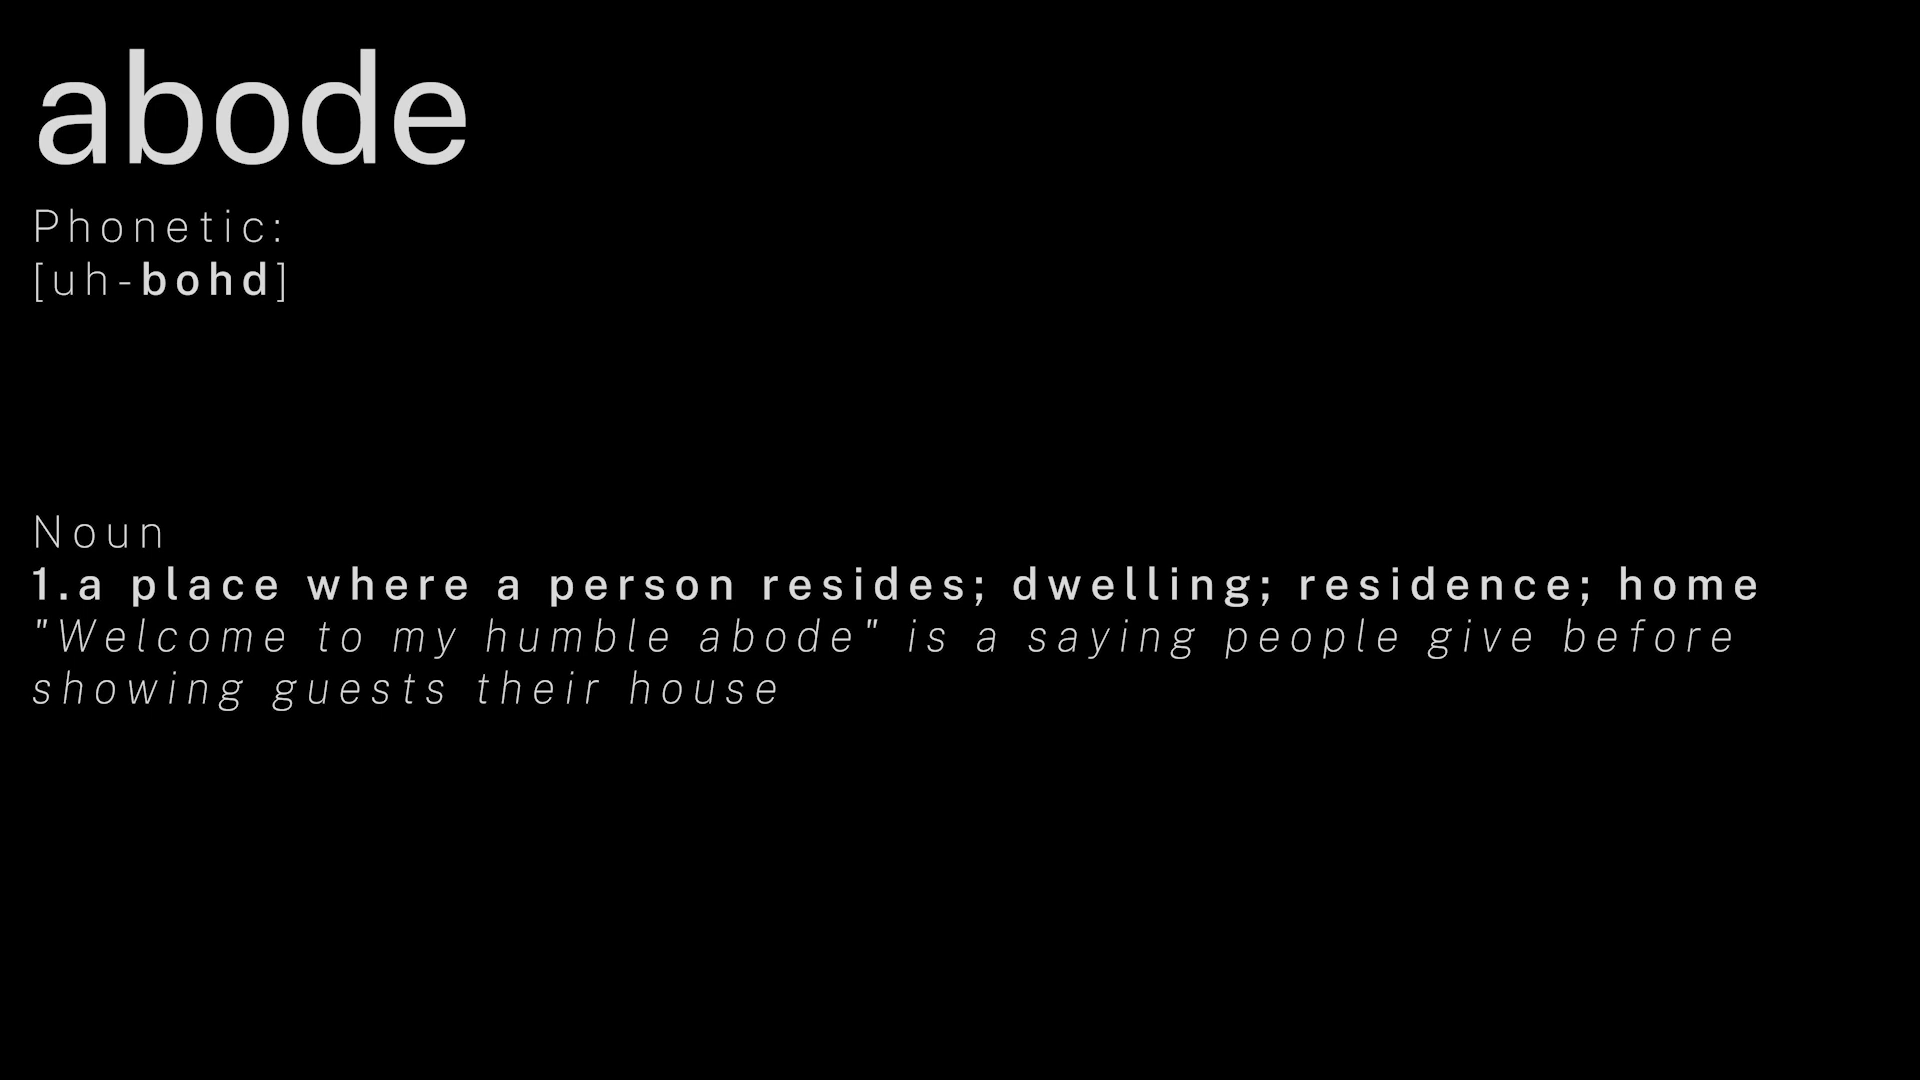 abode
Phonetic:
[uh-bohd]
Noun
1.a place where a person resides; dwelling; residence; home
"Welcome to my humble abode" is a saying people give before
showing guests their house